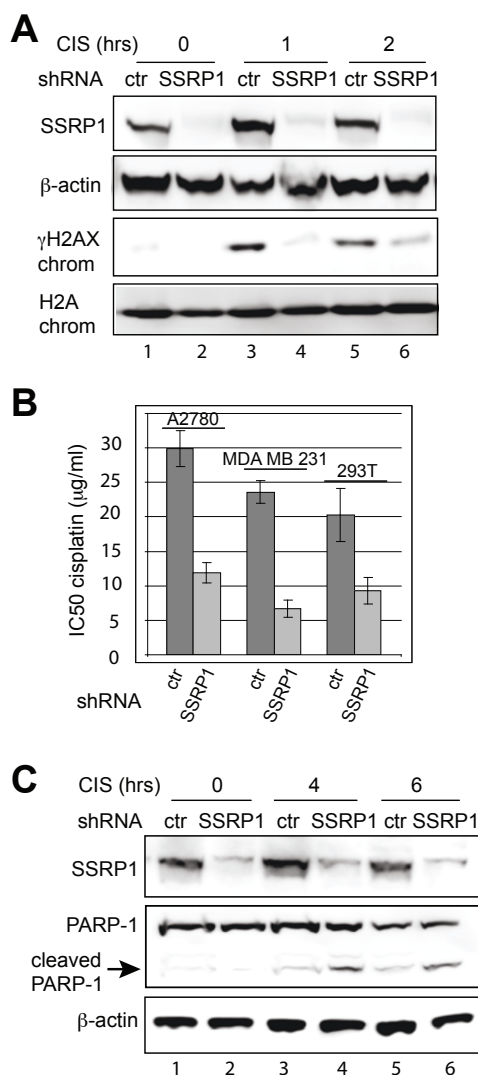 A
CIS (hrs) 0 1 2
shRNA ctr SSRP1 ctr SSRP1 ctr SSRP1
SSRP1
β-actin
γH2AX
chrom
H2A
chrom
1 2 3 4 5 6
B
IC50 cisplatin (μg/ml)
30
25
20
15
10
5
0
A2780
MDA MB 231
293T
shRNA ctr SSRP1 ctr SSRP1 ctr SSRP1
C
CIS (hrs) 0 4 6
shRNA ctr SSRP1 ctr SSRP1 ctr SSRP1
SSRP1
PARP-1
cleaved
PARP-1
β-actin
1 2 3 4 5 6